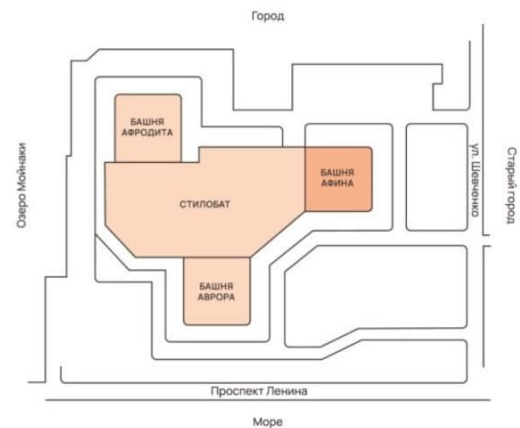 Город
БАШНЯ
АФРОДИТА
Озеро Мойнаки
БАШНЯ
АФИНА
ул. Шевченко
Старый город
СТИЛОБАТ
БАШНЯ
АВРОРА
Проспект Ленина
Море